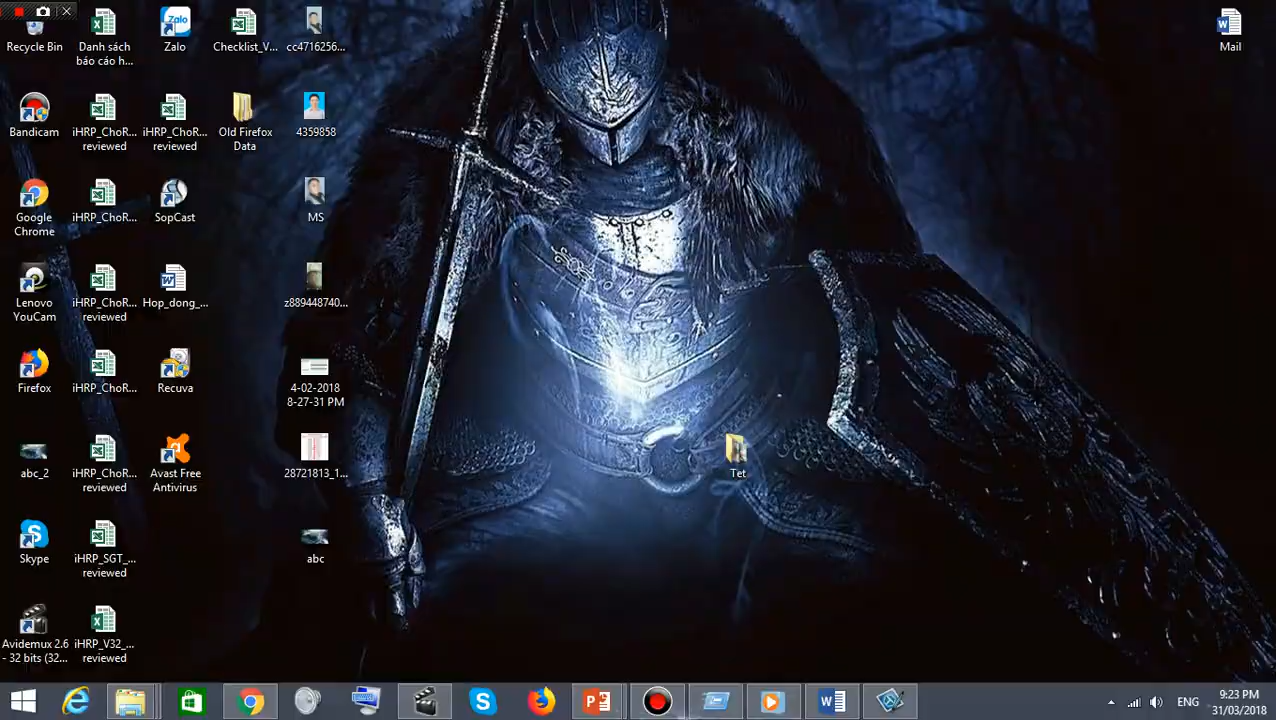 Recycle Bin
Danh sách
báo cáo h...
Zalo
Checklist_V...
cc4716256...
Mail
Bandicam
iHRP_ChoR...
reviewed
iHRP_ChoR...
reviewed
Old Firefox
Data
4359858
Google
Chrome
iHRP_ChoR...
SopCast
MS
Lenovo
YouCam
iHRP_ChoR...
reviewed
Hop_dong_...
z889448740...
Firefox
iHRP_ChoR...
Recuva
4-02-2018
8-27-31 PM
abc_2
iHRP_ChoR...
reviewed
Avast Free
Antivirus
28721813_1...
Tet
Skype
iHRP_SGT_...
reviewed
abc
Avidemux 2.6
- 32 bits (32...
iHRP_V32_...
reviewed
ENG
9:23 PM
31/03/2018